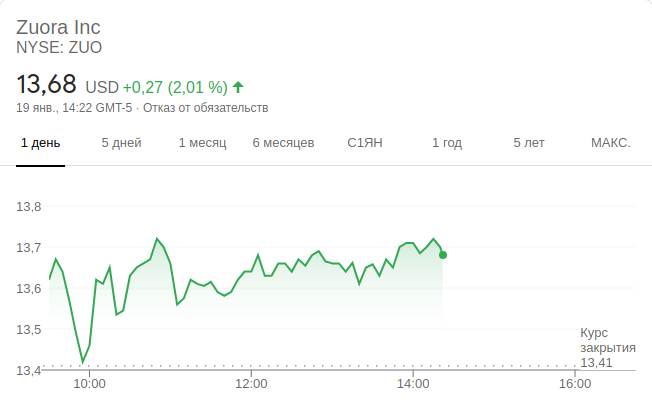 Zuora Inc
NYSE: ZUO
13,68 USD +0,27 (2,01 %)
19 янв., 14:22 GMT-5 · Отказ от обязательств
1 день 5 дней 1 месяц 6 месяцев С1ЯН 1 год 5 лет МАКС.
13,8
13,7
13,6
13,5
Курс
закрытия
13,41
13,4
10:00 12:00 14:00 16:00